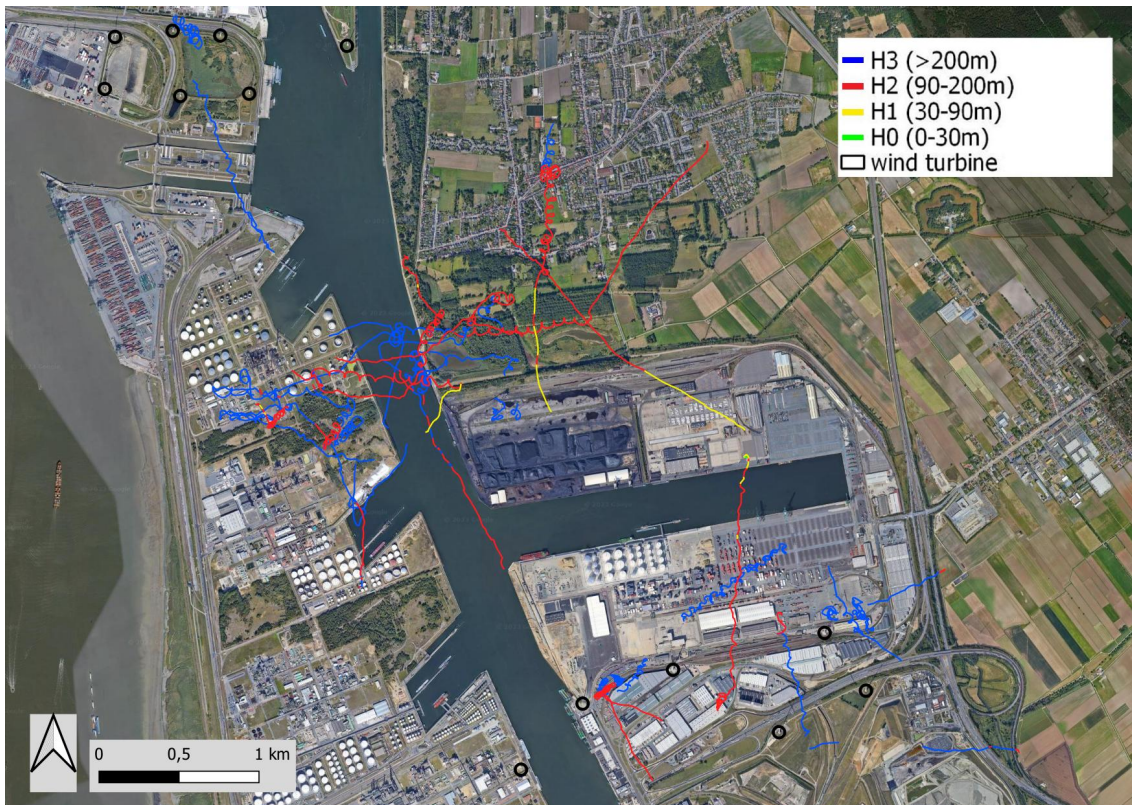 H3 (>200m)
H2 (90-200m)
H1 (30-90m)
H0 (0-30m)
wind turbine
0
0,5
1 km